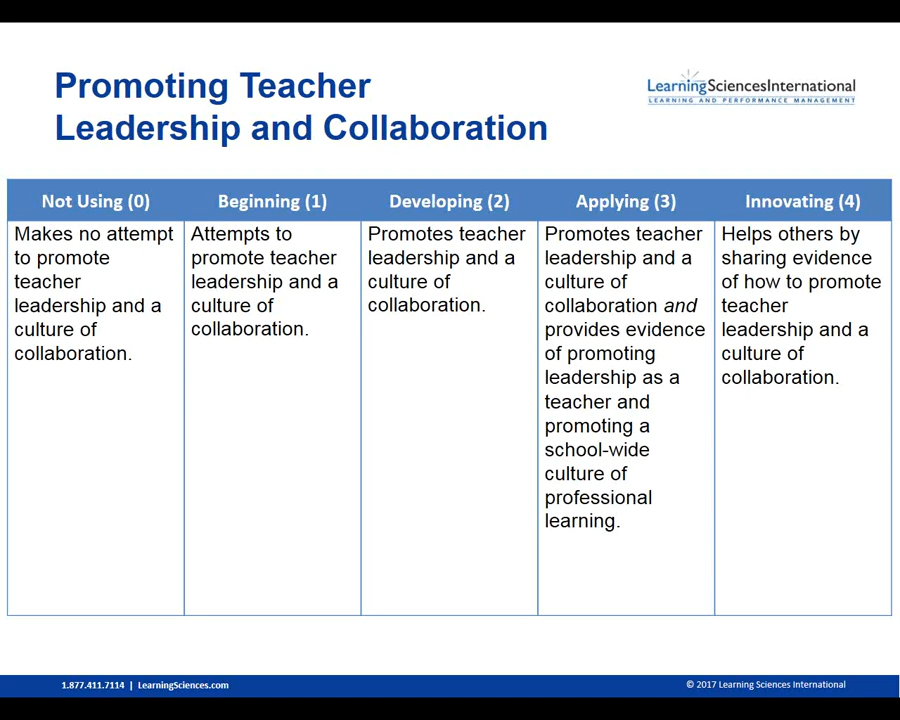 Promoting Teacher
Leadership and Collaboration
LearningSciencesInternational
LEARNING AND PERFORMANCE MANAGEMENT
Not Using (0)
Makes no attempt
to promote
teacher
leadership and a
culture of
collaboration.
Beginning (1)
Attempts to
promote teacher
leadership and a
culture of
collaboration.
Developing (2)
Promotes teacher
leadership and a
culture of
collaboration.
Applying (3)
Promotes teacher
leadership and a
culture of
collaboration and
provides evidence
of promoting
leadership as a
teacher and
promoting a
school-wide
culture of
professional
learning.
Innovating (4)
Helps others by
sharing evidence
of how to promote
teacher
leadership and a
culture of
collaboration.
1.877.411.7114 | LearningSciences.com
© 2017 Learning Sciences International